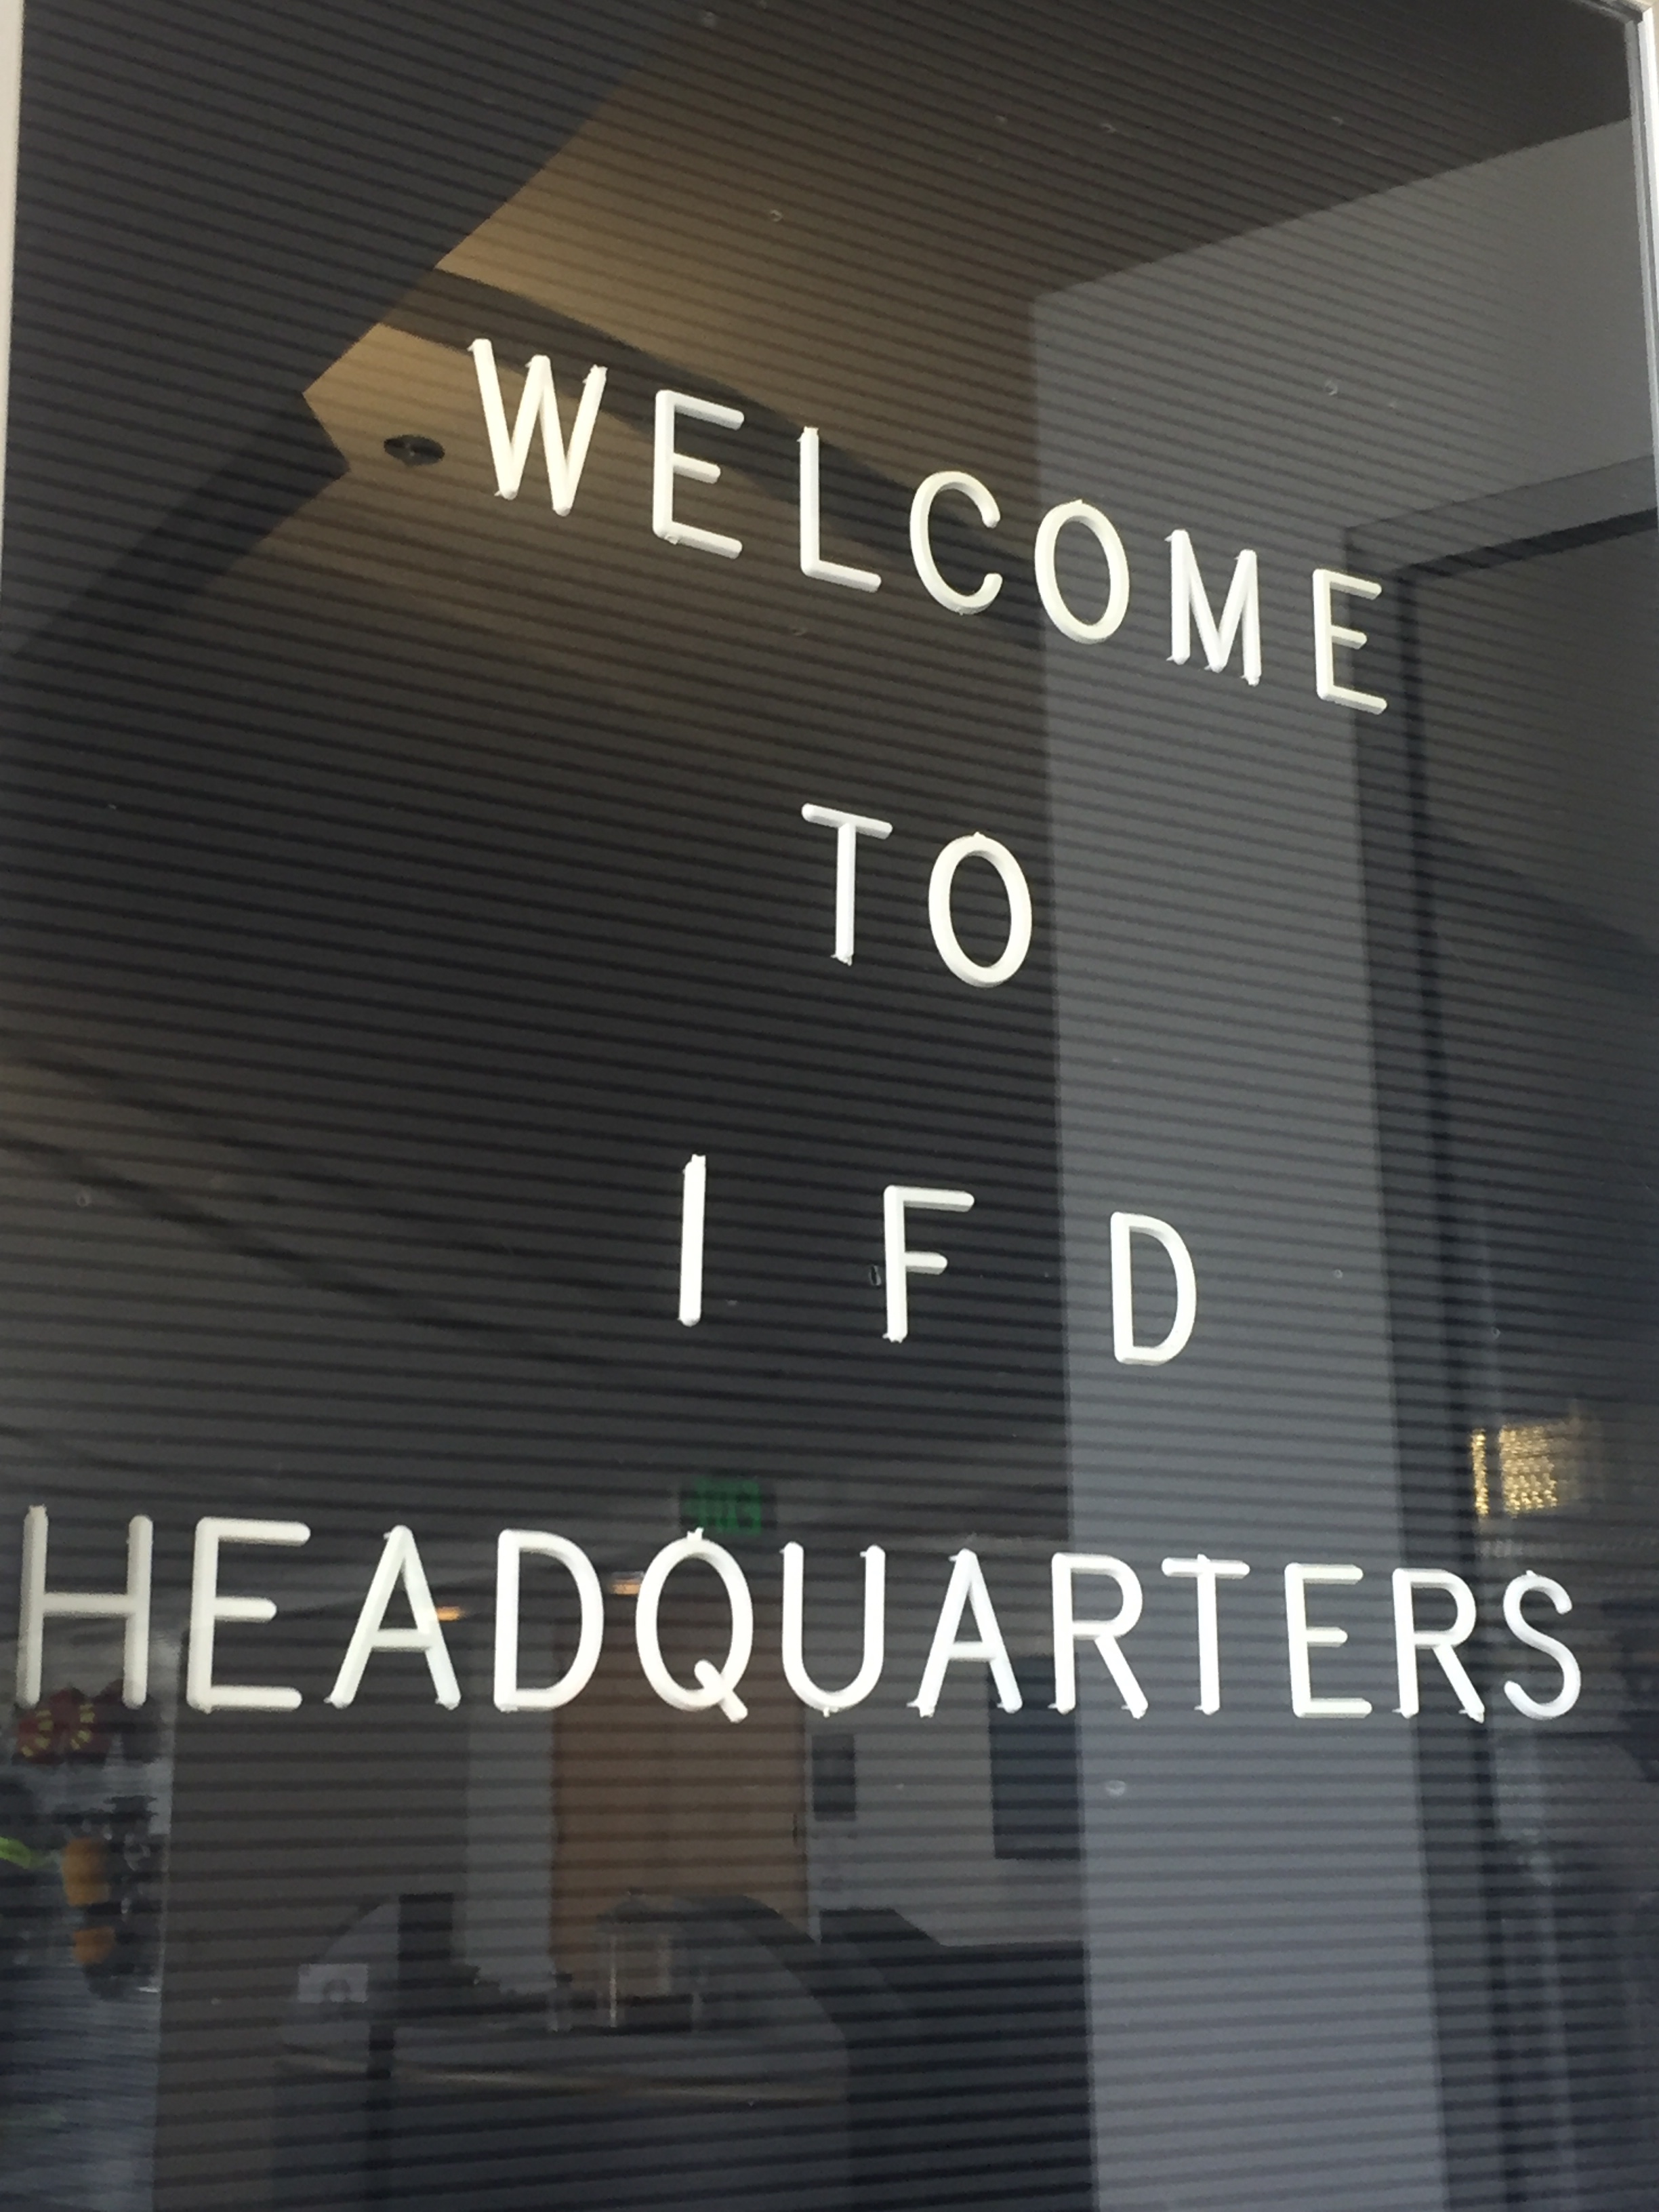 WELCOME
TO
I F D
HEADQUARTERS